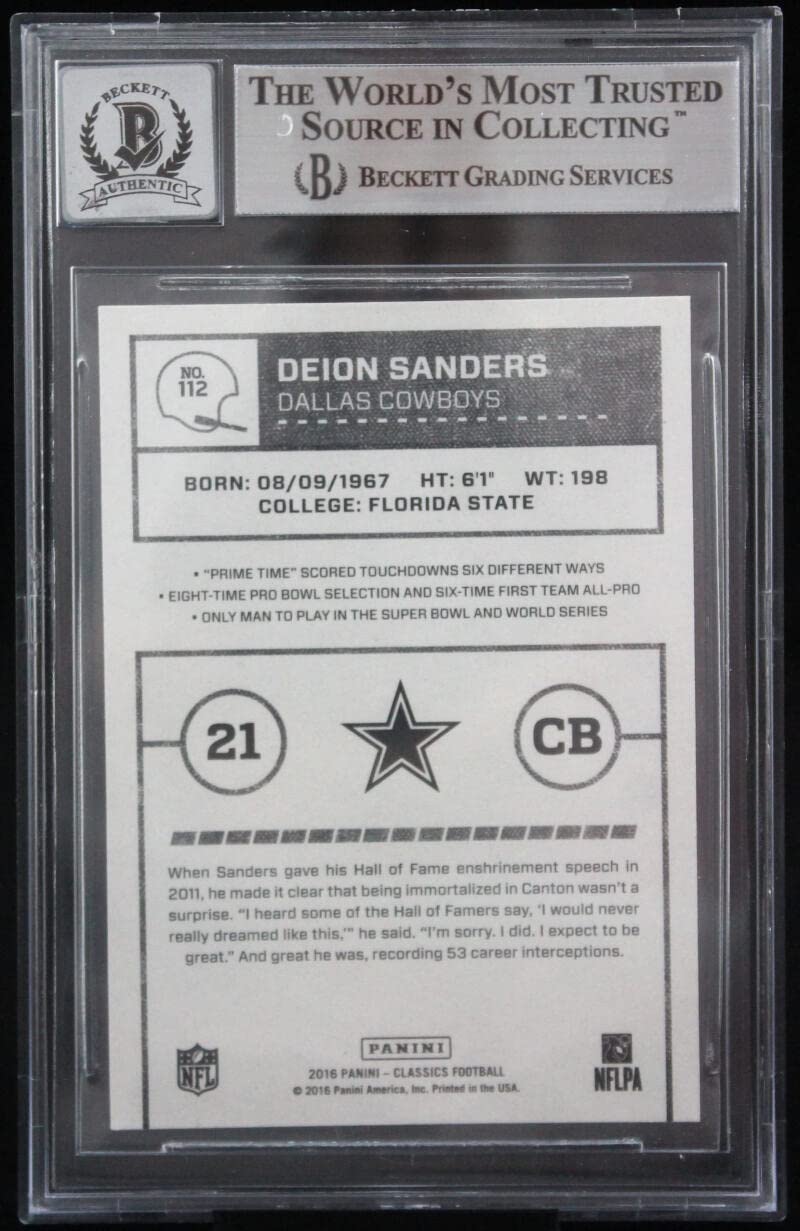 BECKETT
B
AUTHENTIC
THE WORLD'S MOST TRUSTED
SOURCE IN COLLECTING™
B BECKETT GRADING SERVICES
NO.
112
DEION SANDERS
DALLAS COWBOYS
BORN: 08/09/1967 HT: 6'1" WT: 198
COLLEGE: FLORIDA STATE
• "PRIME TIME" SCORED TOUCHDOWNS SIX DIFFERENT WAYS
• EIGHT-TIME PRO BOWL SELECTION AND SIX-TIME FIRST TEAM ALL-PRO
• ONLY MAN TO PLAY IN THE SUPER BOWL AND WORLD SERIES
21
CB
When Sanders gave his Hall of Fame enshrinement speech in
2011, he made it clear that being immortalized in Canton wasn't a
surprise. "I heard some of the Hall of Famers say, 'I would never
really dreamed like this,'" he said. "I'm sorry. I did. I expect to be
great." And great he was, recording 53 career interceptions.
NFL
PANINI
2016 PANINI – CLASSICS FOOTBALL
© 2016 Panini America, Inc. Printed in the USA.
NFLPA